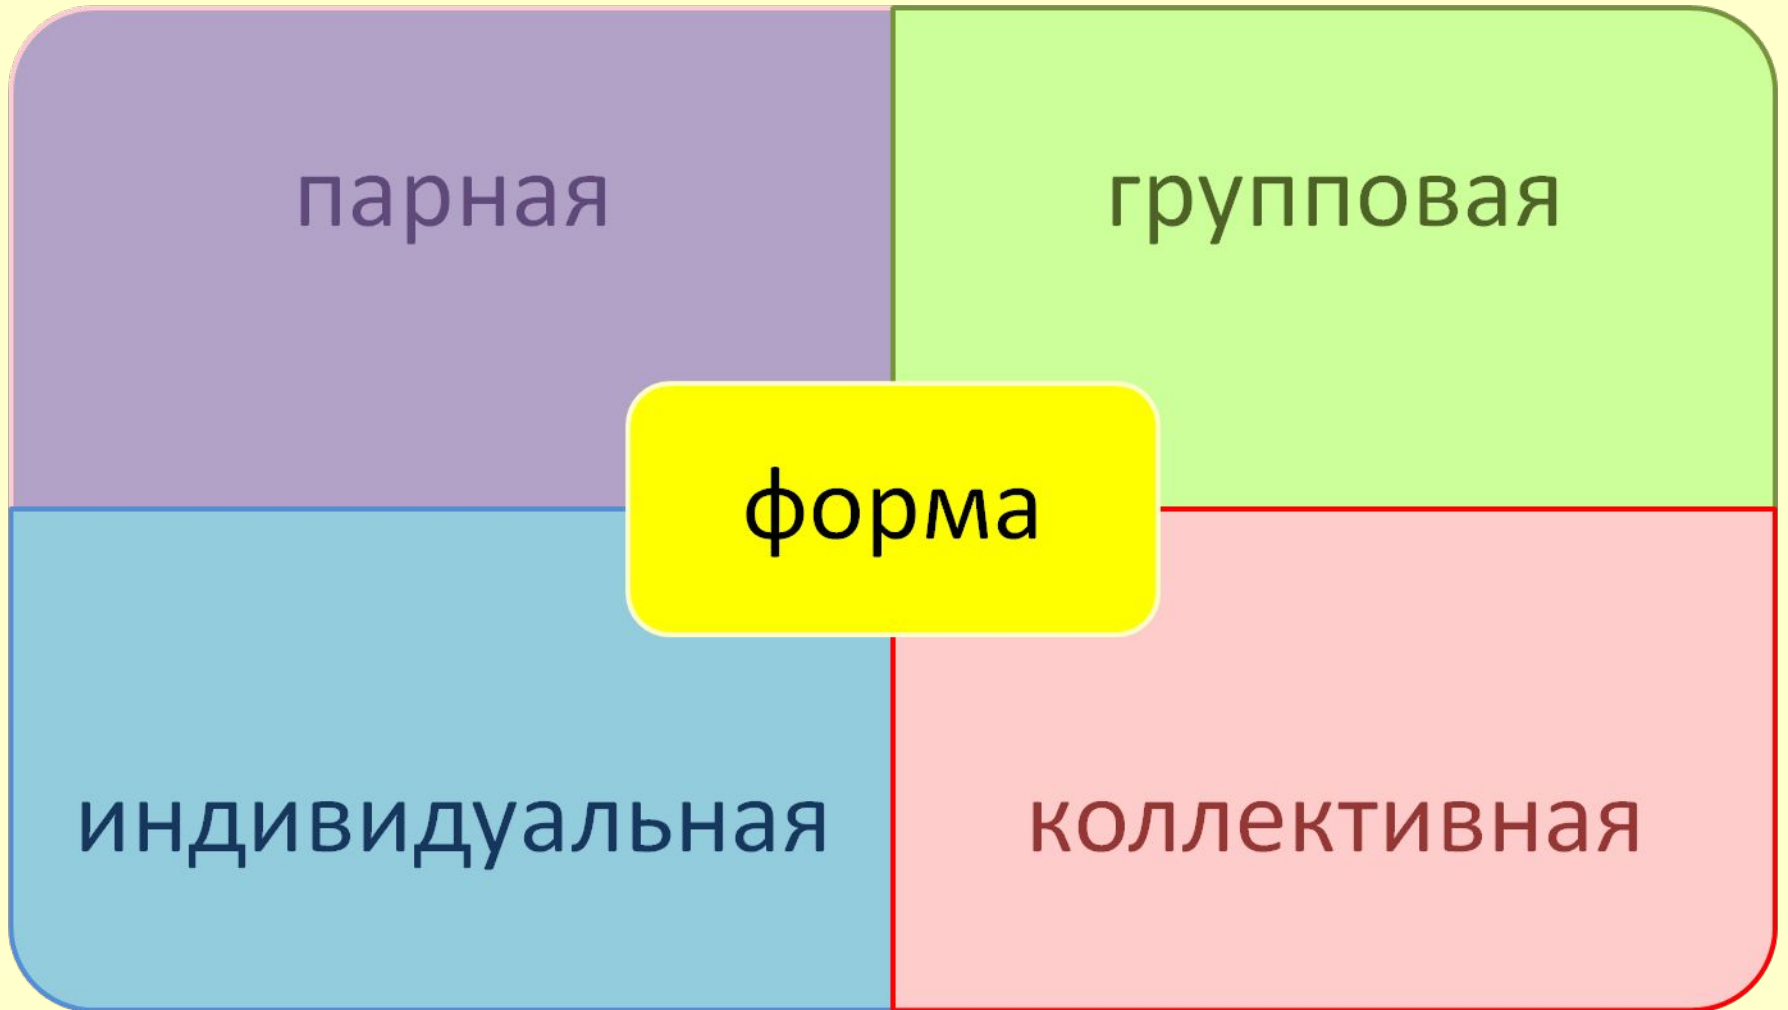 парная
групповая
форма
индивидуальная
коллективная